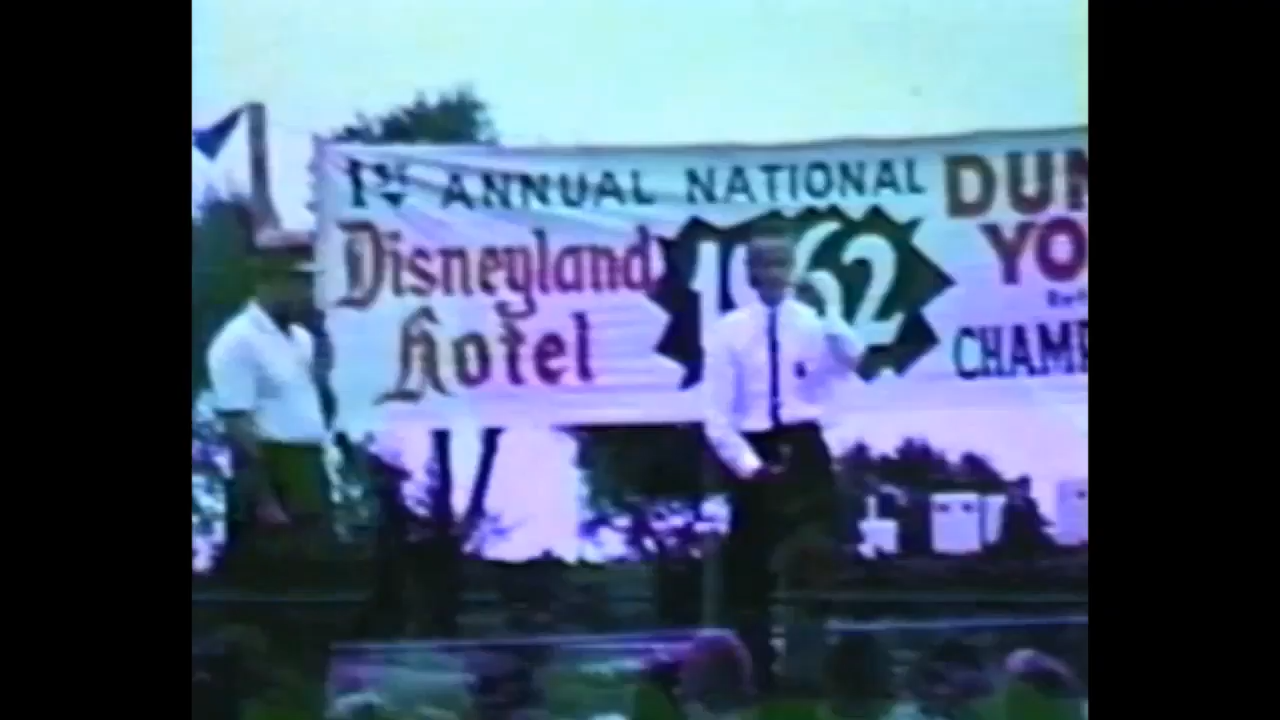 1ST ANNUAL NATIONAL
Disneyland
Hotel
1962
DUN
YO
CHAMP